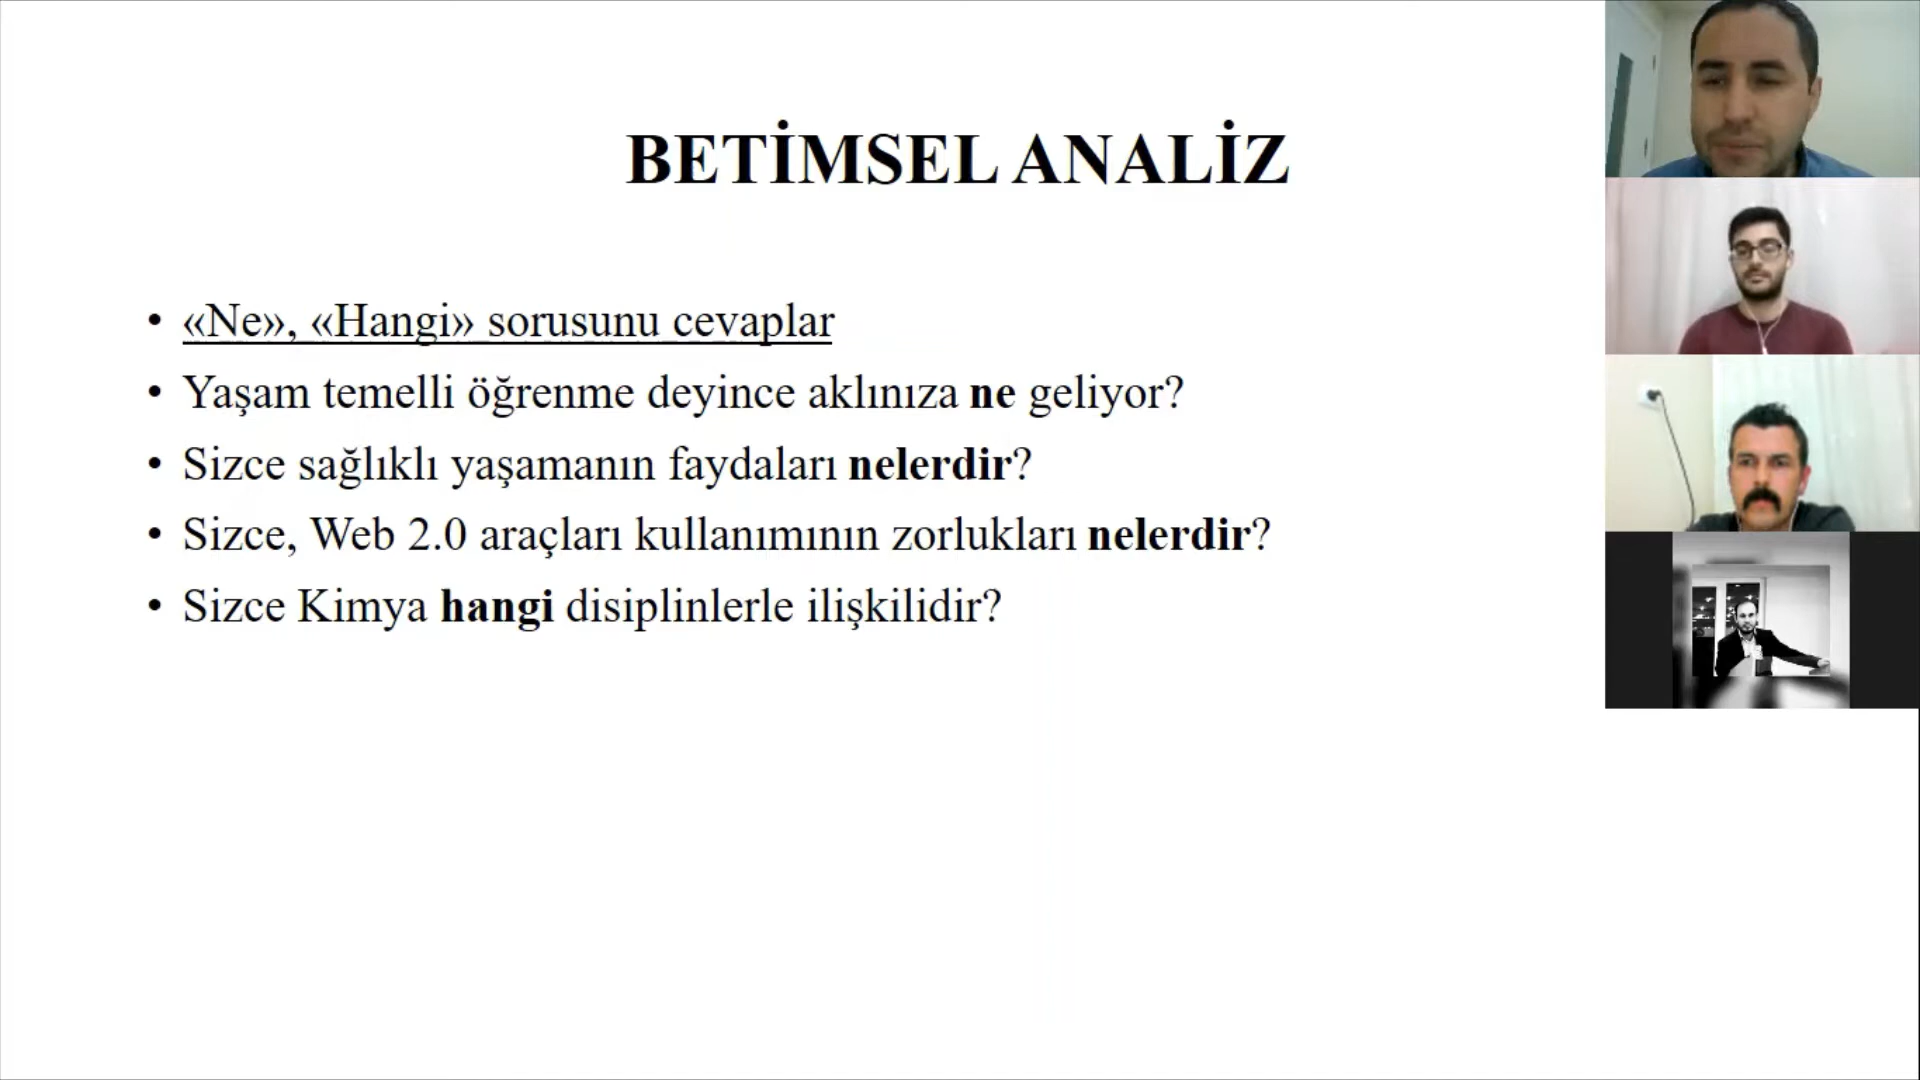 BETİMSEL ANALİZ
• «Ne», «Hangi» sorusunu cevaplar
• Yaşam temelli öğrenme deyince aklınıza ne geliyor?
• Sizce sağlıklı yaşamanın faydaları nelerdir?
• Sizce, Web 2.0 araçları kullanımının zorlukları nelerdir?
• Sizce Kimya hangi disiplinlerle ilişkilidir?